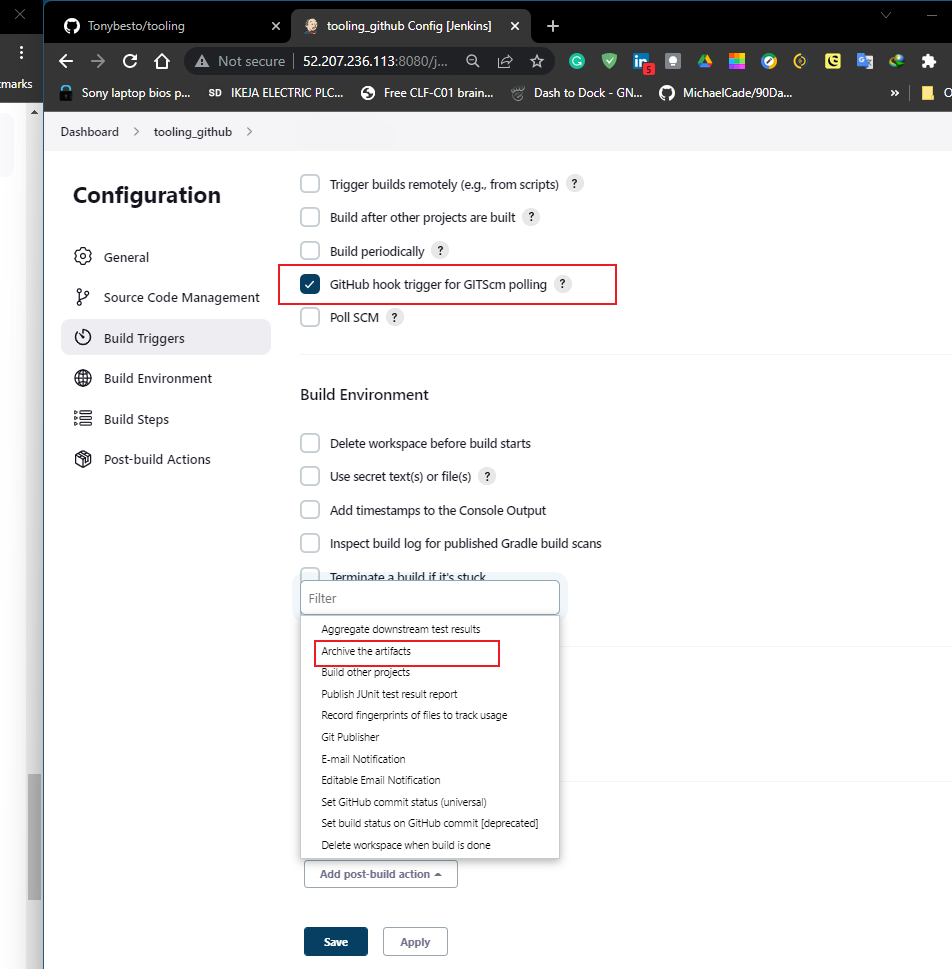 Tonybesto/tooling
tooling_github Config [Jenkins]
Not secure 52.207.236.113:8080/j...
5
marks
Sony laptop bios p...
SD IKEJA ELECTRIC PLC...
Free CLF-C01 brain...
Dash to Dock - GN...
MichaelCade/90Da...
»
Dashboard
tooling_github
Configuration
General
Source Code Management
Build Triggers
Build Environment
Build Steps
Post-build Actions
Trigger builds remotely (e.g., from scripts) ?
Build after other projects are built ?
Build periodically ?
GitHub hook trigger for GITScm polling ?
Poll SCM ?
Build Environment
Delete workspace before build starts
Use secret text(s) or file(s) ?
Add timestamps to the Console Output
Inspect build log for published Gradle build scans
Terminate a build if it's stuck
Filter
Aggregate downstream test results
Archive the artifacts
Build other projects
Publish JUnit test result report
Record fingerprints of files to track usage
Git Publisher
E-mail Notification
Editable Email Notification
Set GitHub commit status (universal)
Set build status on GitHub commit [deprecated]
Delete workspace when build is done
Add post-build action
Save
Apply